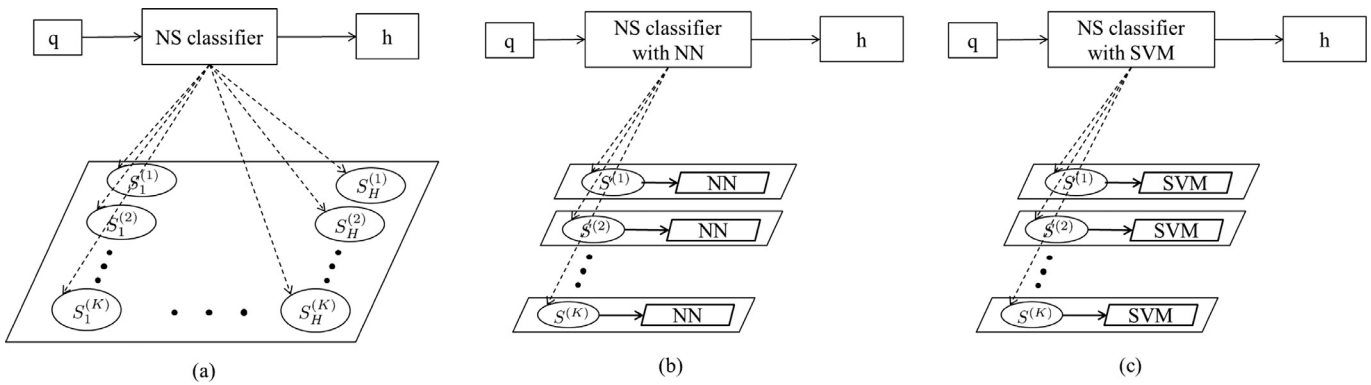 q NS classifier h
S_1^{(1)} S_H^{(1)}
S_1^{(2)} S_H^{(2)}
S_1^{(K)} S_H^{(K)}
(a)
q NS classifier
with NN h
S^{(1)} NN
S^{(2)} NN
S^{(K)} NN
(b)
q NS classifier
with SVM h
S^{(1)} SVM
S^{(2)} SVM
S^{(K)} SVM
(c)